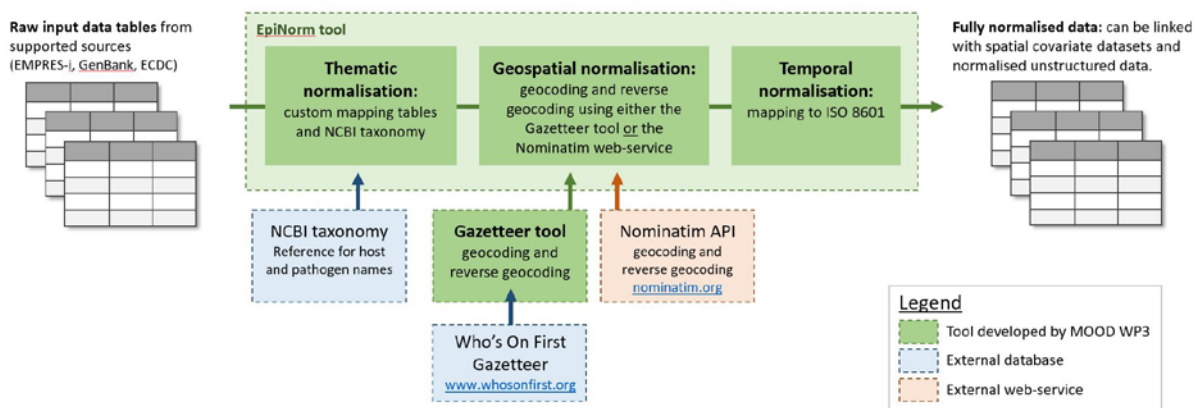 Raw input data tables from
supported sources
(EMPRES-i, GenBank, ECDC)
EpiNorm tool
Thematic
normalisation:
custom mapping tables
and NCBI taxonomy
Geospatial normalisation:
geocoding and reverse
geocoding using either the
Gazetteer tool or the
Nominatim web-service
Temporal
normalisation:
mapping to ISO 8601
Fully normalised data: can be linked
with spatial covariate datasets and
normalised unstructured data.
NCBI taxonomy
Reference for host
and pathogen names
Gazetteer tool
geocoding and
reverse geocoding
Nominatim API
geocoding and
reverse geocoding
nominatim.org
Who's On First
Gazetteer
www.whosonfirst.org
Legend
Tool developed by MOOD WP3
External database
External web-service